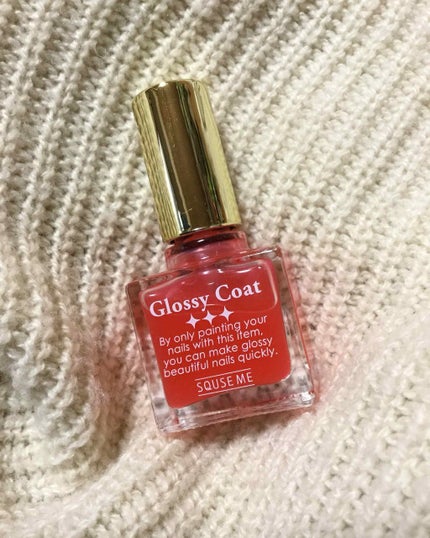 Glossy Coat
By only painting your
nails with this item,
you can make glossy
beautiful nails quickly.
SQUSE ME